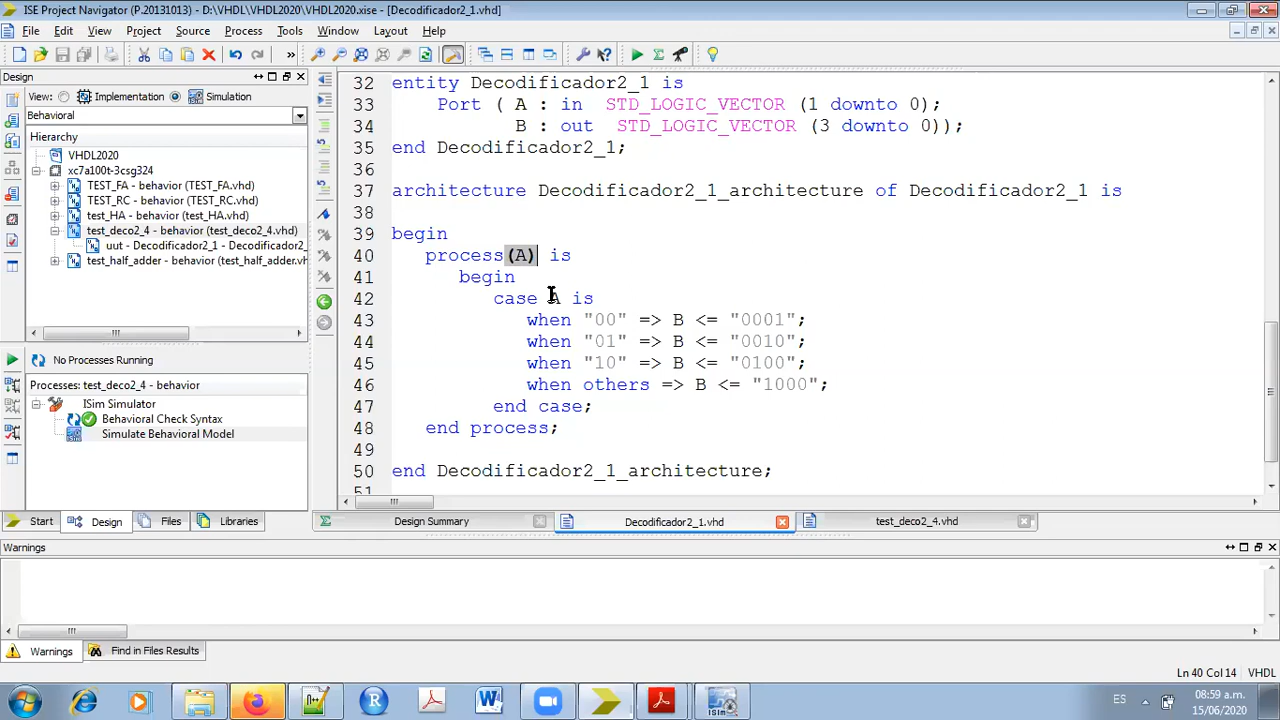 ISE Project Navigator (P.20131013) - D:\VHDL\VHDL2020\VHDL2020.xise - [Decodificador2_1.vhd]
File Edit View Project Source Process Tools Window Layout Help
Design
View: Implementation Simulation
Behavioral
Hierarchy
VHDL2020
xc7a100t-3csg324
TEST_FA - behavior (TEST_FA.vhd)
TEST_RC - behavior (TEST_RC.vhd)
test_HA - behavior (test_HA.vhd)
test_deco2_4 - behavior (test_deco2_4.vhd)
uut - Decodificador2_1 - Decodificador2_
test_half_adder - behavior (test_half_adder.vh
No Processes Running
Processes: test_deco2_4 - behavior
ISim Simulator
Behavioral Check Syntax
Simulate Behavioral Model
Start Design Files Libraries
32 entity Decodificador2_1 is
33 Port ( A : in STD_LOGIC_VECTOR (1 downto 0);
34 B : out STD_LOGIC_VECTOR (3 downto 0));
35 end Decodificador2_1;
36
37 architecture Decodificador2_1_architecture of Decodificador2_1 is
38
39 begin
40 process(A) is
41 begin
42 case A is
43 when "00" => B <= "0001";
44 when "01" => B <= "0010";
45 when "10" => B <= "0100";
46 when others => B <= "1000";
47 end case;
48 end process;
49
50 end Decodificador2_1_architecture;
51
Design Summary Decodificador2_1.vhd test_deco2_4.vhd
Warnings
Warnings Find in Files Results
Ln 40 Col 14 VHDL
ES 08:59 a.m.
15/06/2020